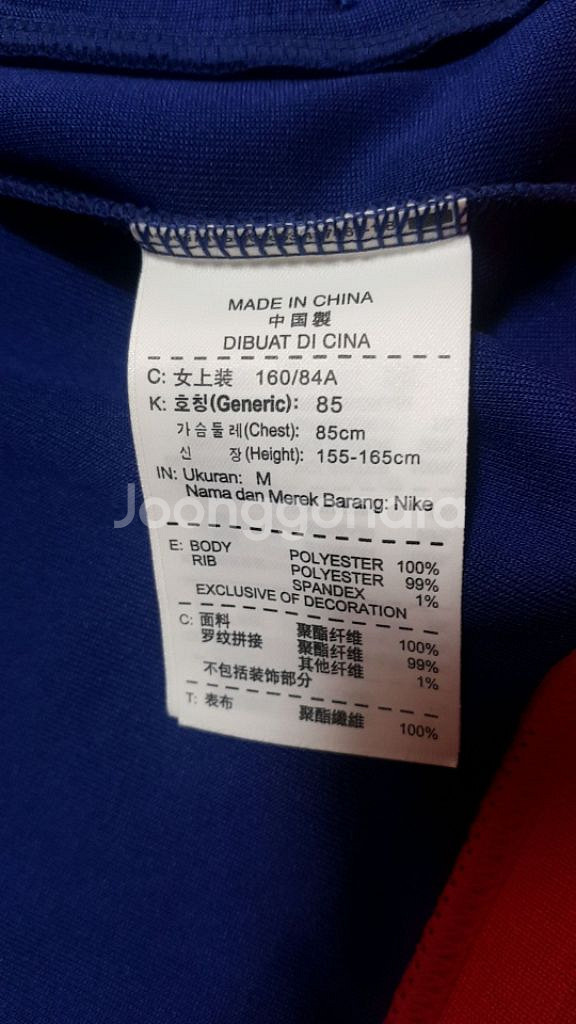 MADE IN CHINA
中国製
DIBUAT DI CINA
C: 女上装 160/84A
K: 호칭(Generic): 85
가슴둘레(Chest): 85cm
신 장(Height): 155-165cm
IN: Ukuran: M
Nama dan Merek Barang: Nike
Joonggonara
E: BODY POLYESTER 100%
RIB POLYESTER 99%
SPANDEX 1%
EXCLUSIVE OF DECORATION
C: 面料 聚酯纤维 100%
罗纹拼接 聚酯纤维 99%
其他纤维 1%
不包括装饰部分
T: 表布 聚酯纖維 100%